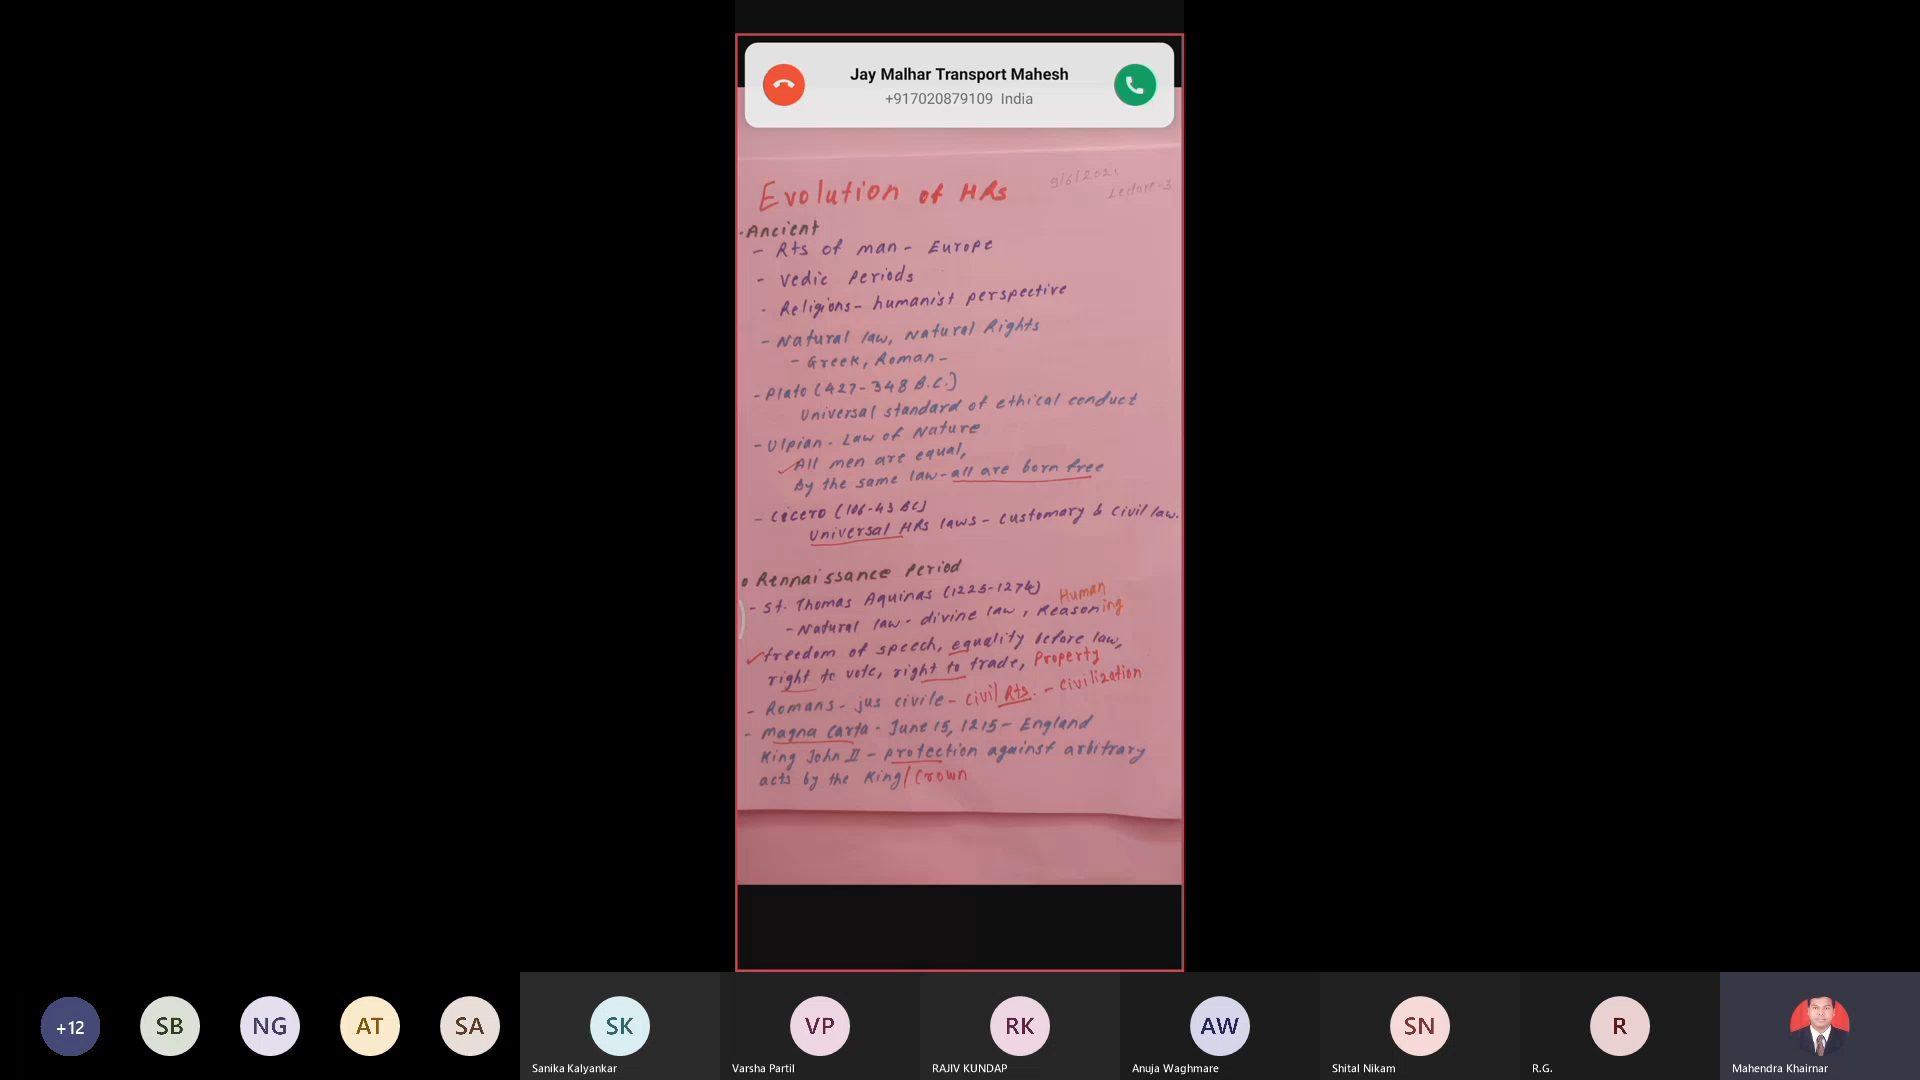 Jay Malhar Transport Mahesh
+917020879109 India
9/6/2021
Lecture-3
Evolution of HRs
·Ancient
- Rts of man - Europe
- Vedic Periods
- Religions - humanist perspective
- Natural law, Natural Rights
- Greek, Roman -
- Plato (427-348 B.C.)
Universal standard of ethical conduct
- Ulpian - Law of Nature
All men are equal,
By the same law - all are born free
- Cicero (106-43 BC)
Universal HRs laws - Customary & Civil law.
• Rennaissance Period
- St. Thomas Aquinas (1225-1274)
- Natural law - divine law, Human Reasoning
freedom of speech, equality before law,
right to vote, right to trade, Property
- Romans - jus civile - Civil Rts. - Civilization
- Magna Carta - June 15, 1215 - England
King John II - protection against arbitrary
acts by the King/Crown
+12
SB
NG
AT
SA
SK
VP
RK
AW
SN
R
Sanika Kalyankar
Varsha Partil
RAJIV KUNDAP
Anuja Waghmare
Shital Nikam
R.G.
Mahendra Khairnar